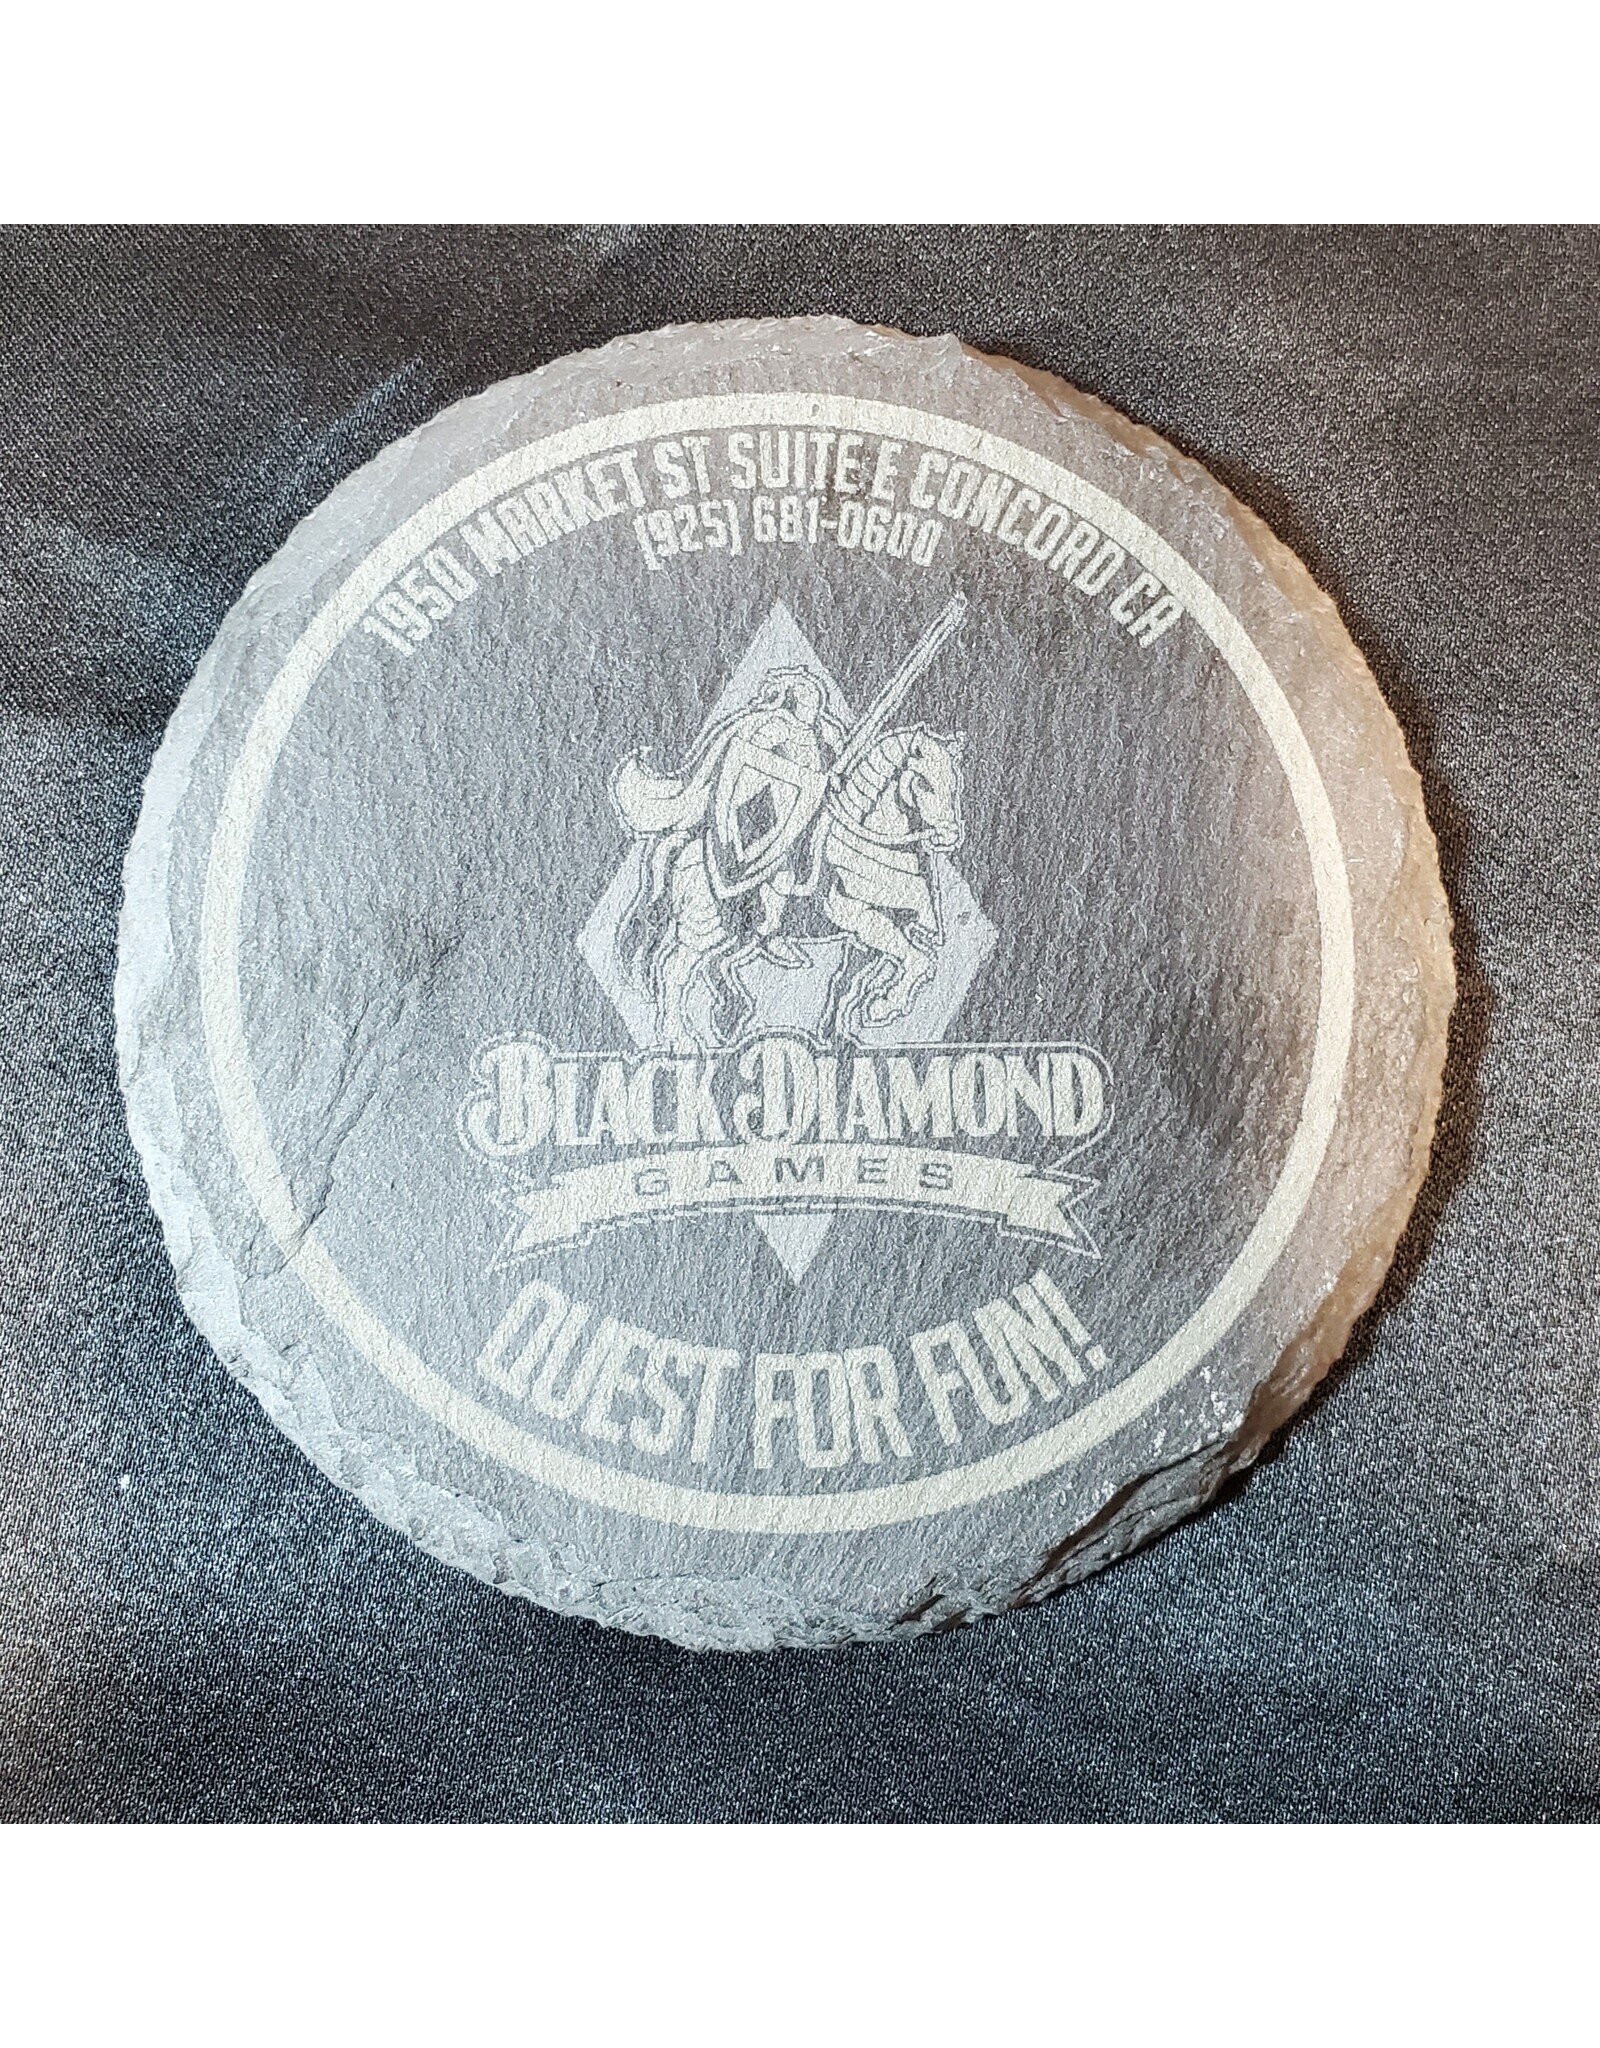 1950 MARKET ST SUITE E CONCORD CA
(925) 681-0600
BLACK DIAMOND
GAMES
QUEST FOR FUN!